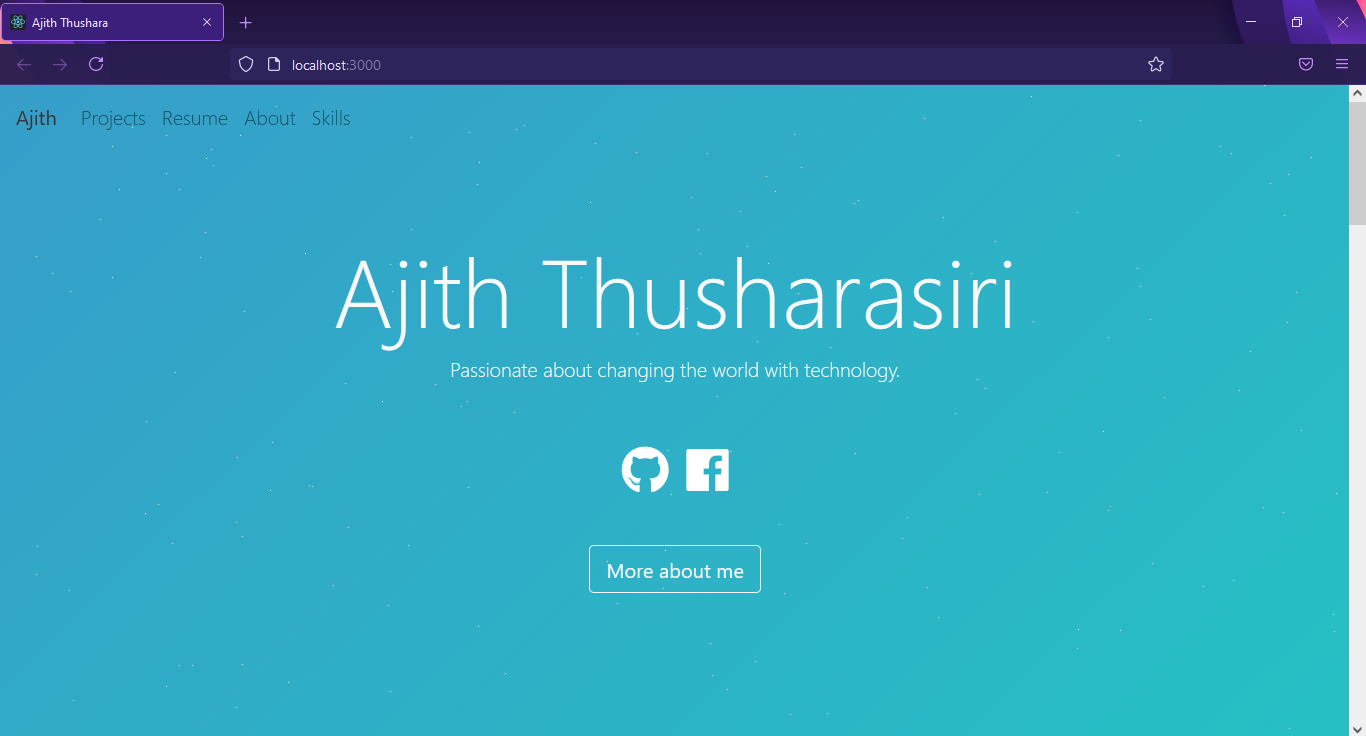 Ajith Thushara
localhost:3000
Ajith Projects Resume About Skills
Ajith Thusharasiri
Passionate about changing the world with technology.
More about me